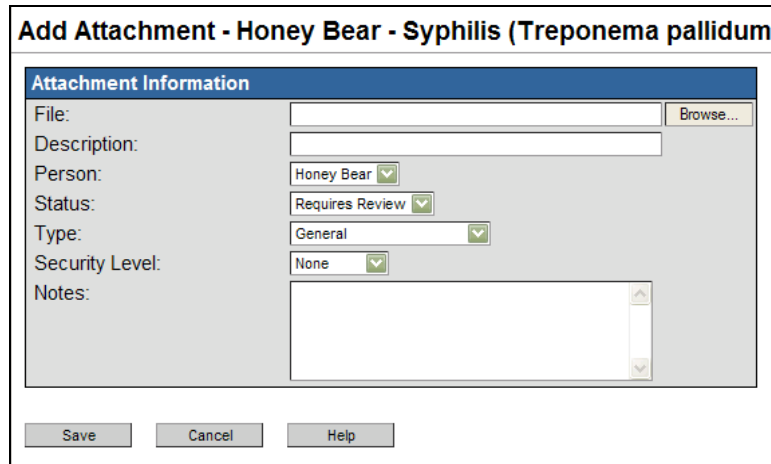 Add Attachment - Honey Bear - Syphilis (Treponema pallidum
Attachment Information
File: Browse...
Description:
Person: Honey Bear
Status: Requires Review
Type: General
Security Level: None
Notes:
Save Cancel Help